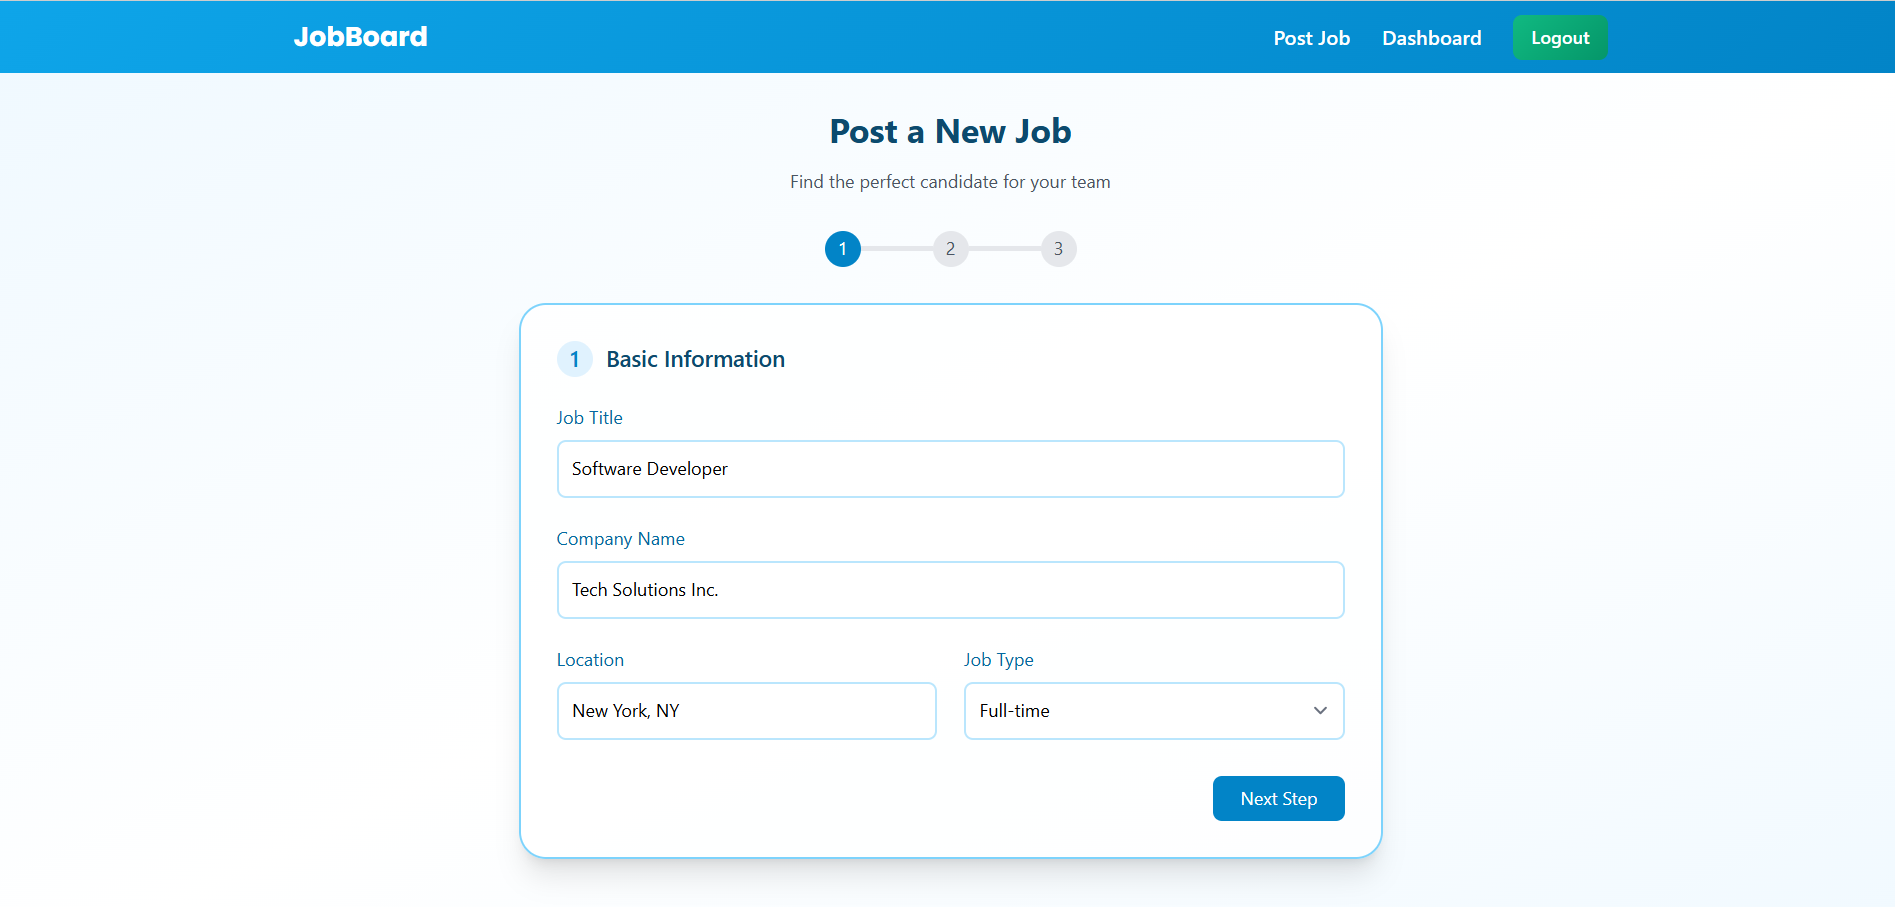 JobBoard
Post Job Dashboard Logout
Post a New Job
Find the perfect candidate for your team
1 2 3
1 Basic Information
Job Title
Software Developer
Company Name
Tech Solutions Inc.
Location Job Type
New York, NY Full-time
Next Step